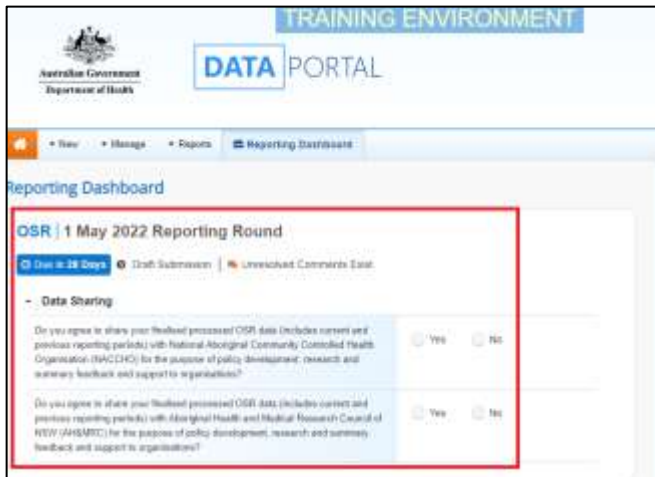 TRAINING ENVIRONMENT
Australian Government
Department of Health
DATA PORTAL
New Manage Reports Reporting Dashboard
Reporting Dashboard
OSR | 1 May 2022 Reporting Round
Due in 28 Days Draft Submission | Unresolved Comments Exist
- Data Sharing
Do you agree to share your finalised processed OSR data (includes current and
previous reporting periods) with National Aboriginal Community Controlled Health
Organisation (NACCHO) for the purpose of policy development, research and
summary feedback and support to organisations?
Yes No
Do you agree to share your finalised processed OSR data (includes current and
previous reporting periods) with Aboriginal Health and Medical Research Council of
NSW (AH&MRC) for the purpose of policy development, research and summary
feedback and support to organisations?
Yes No